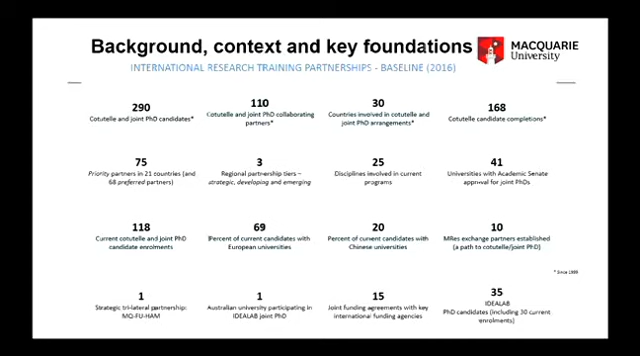 Background, context and key foundations
MACQUARIE
University
INTERNATIONAL RESEARCH TRAINING PARTNERSHIPS - BASELINE (2016)
290
Cotutelle and joint PhD candidates*
110
Cotutelle and joint PhD collaborating
partners*
30
Countries involved in cotutelle and
joint PhD arrangements*
168
Cotutelle candidate completions*
75
Priority partners in 21 countries (and
68 preferred partners)
3
Regional partnership tiers –
strategic, developing and emerging
25
Disciplines involved in current
programs
41
Universities with Academic Senate
approval for joint PhDs
118
Current cotutelle and joint PhD
candidate enrolments
69
Percent of current candidates with
European universities
20
Percent of current candidates with
Chinese universities
10
MRes exchange partners established
(a path to cotutelle/joint PhD)
* Since 1999
1
Strategic tri-lateral partnership:
MQ-FU-HAM
1
Australian university participating in
IDEALAB joint PhD
15
Joint funding agreements with key
international funding agencies
35
IDEALAB
PhD candidates (including 30 current
enrolments)